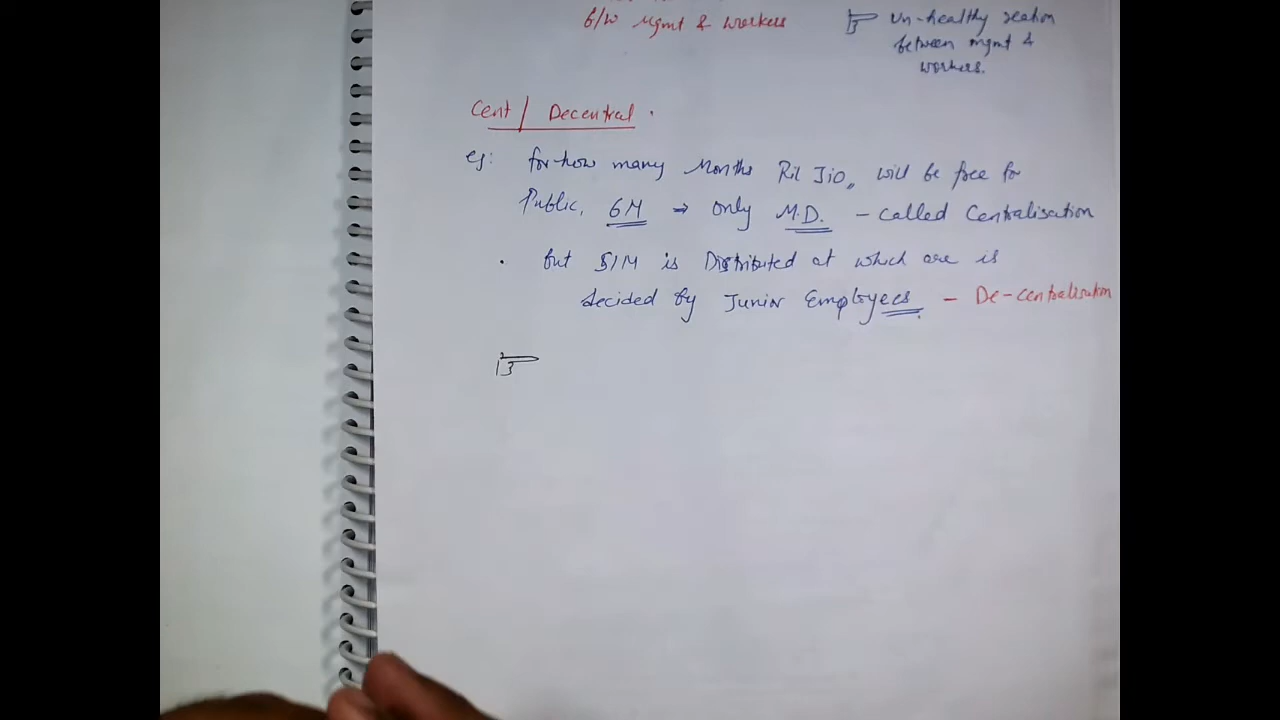 b/w Mgmt & Workers
Un-healthy reation
between mgmt &
workers.
Cent / Decentral .
eg: for how many Months Ril Jio,, will be free for
Public, 6M → only M.D. - called Centralisation
. but SIM is Distributed at which are is
decided by Junior Employees - De-centralisation